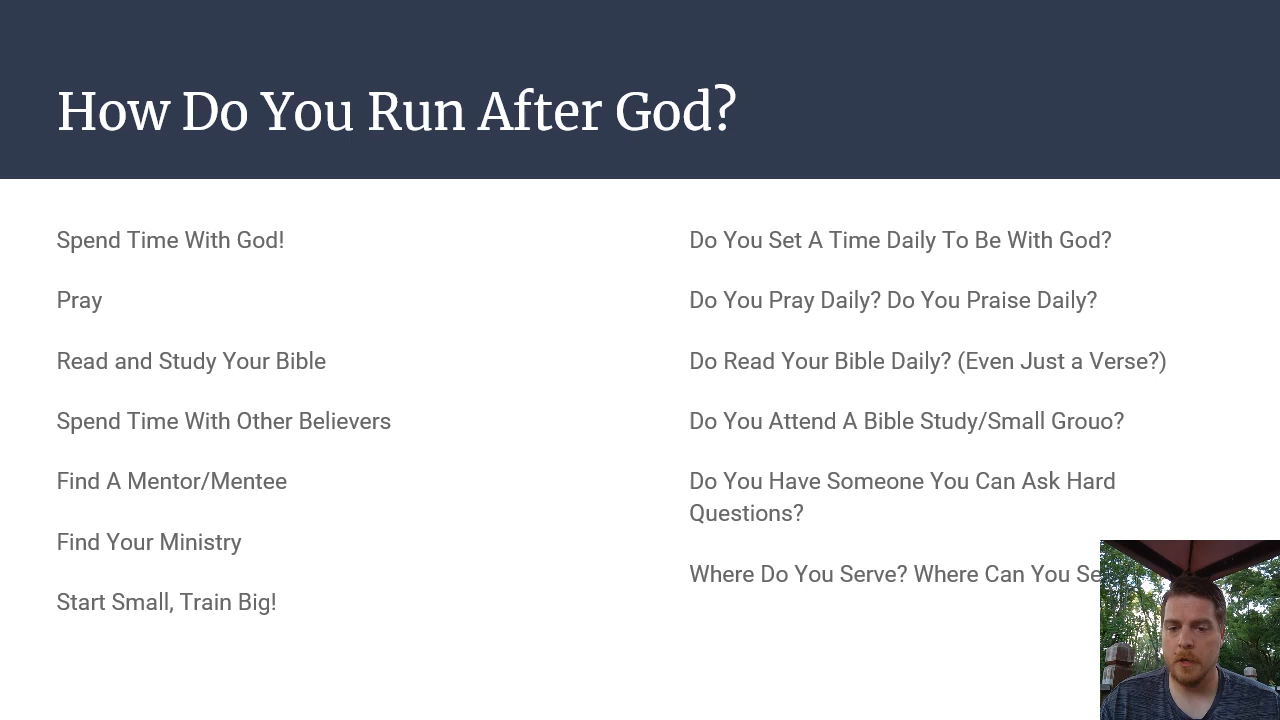 How Do You Run After God?
Spend Time With God!
Pray
Read and Study Your Bible
Spend Time With Other Believers
Find A Mentor/Mentee
Find Your Ministry
Start Small, Train Big!
Do You Set A Time Daily To Be With God?
Do You Pray Daily? Do You Praise Daily?
Do Read Your Bible Daily? (Even Just a Verse?)
Do You Attend A Bible Study/Small Grouo?
Do You Have Someone You Can Ask Hard
Questions?
Where Do You Serve? Where Can You